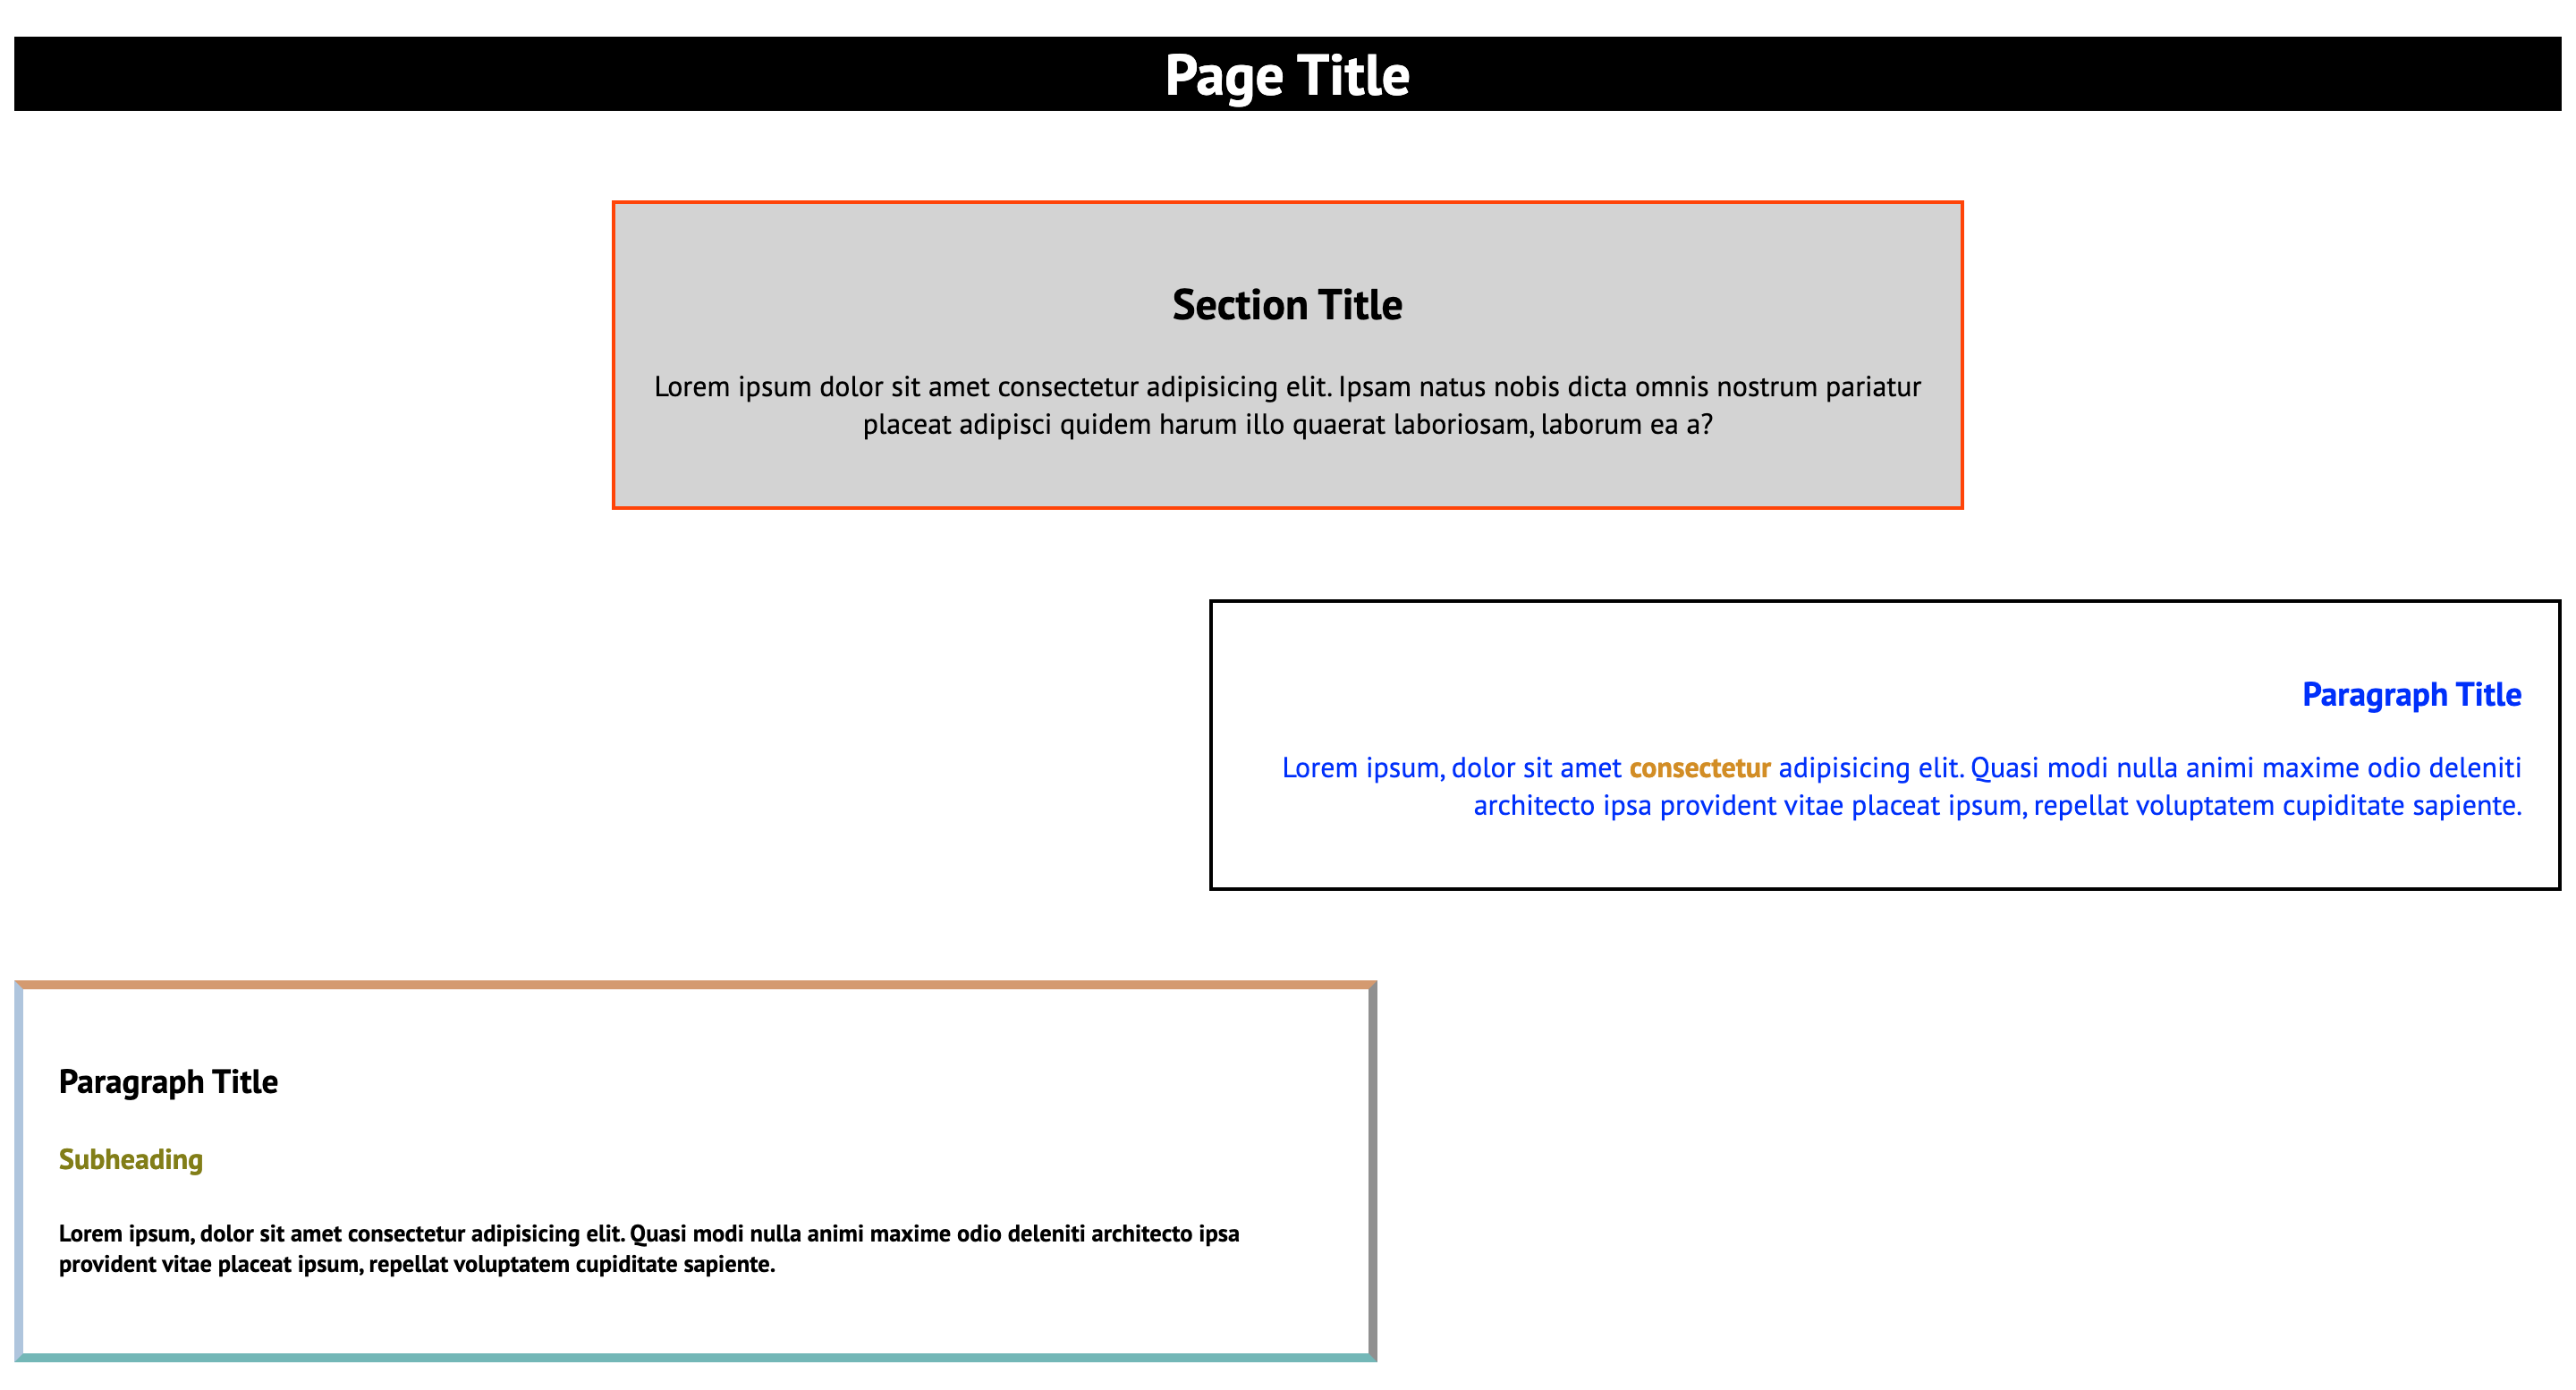 Page Title
Section Title
Lorem ipsum dolor sit amet consectetur adipisicing elit. Ipsam natus nobis dicta omnis nostrum pariatur
placeat adipisci quidem harum illo quaerat laboriosam, laborum ea a?
Paragraph Title
Lorem ipsum, dolor sit amet consectetur adipisicing elit. Quasi modi nulla animi maxime odio deleniti
architecto ipsa provident vitae placeat ipsum, repellat voluptatem cupiditate sapiente.
Paragraph Title
Subheading
Lorem ipsum, dolor sit amet consectetur adipisicing elit. Quasi modi nulla animi maxime odio deleniti architecto ipsa
provident vitae placeat ipsum, repellat voluptatem cupiditate sapiente.